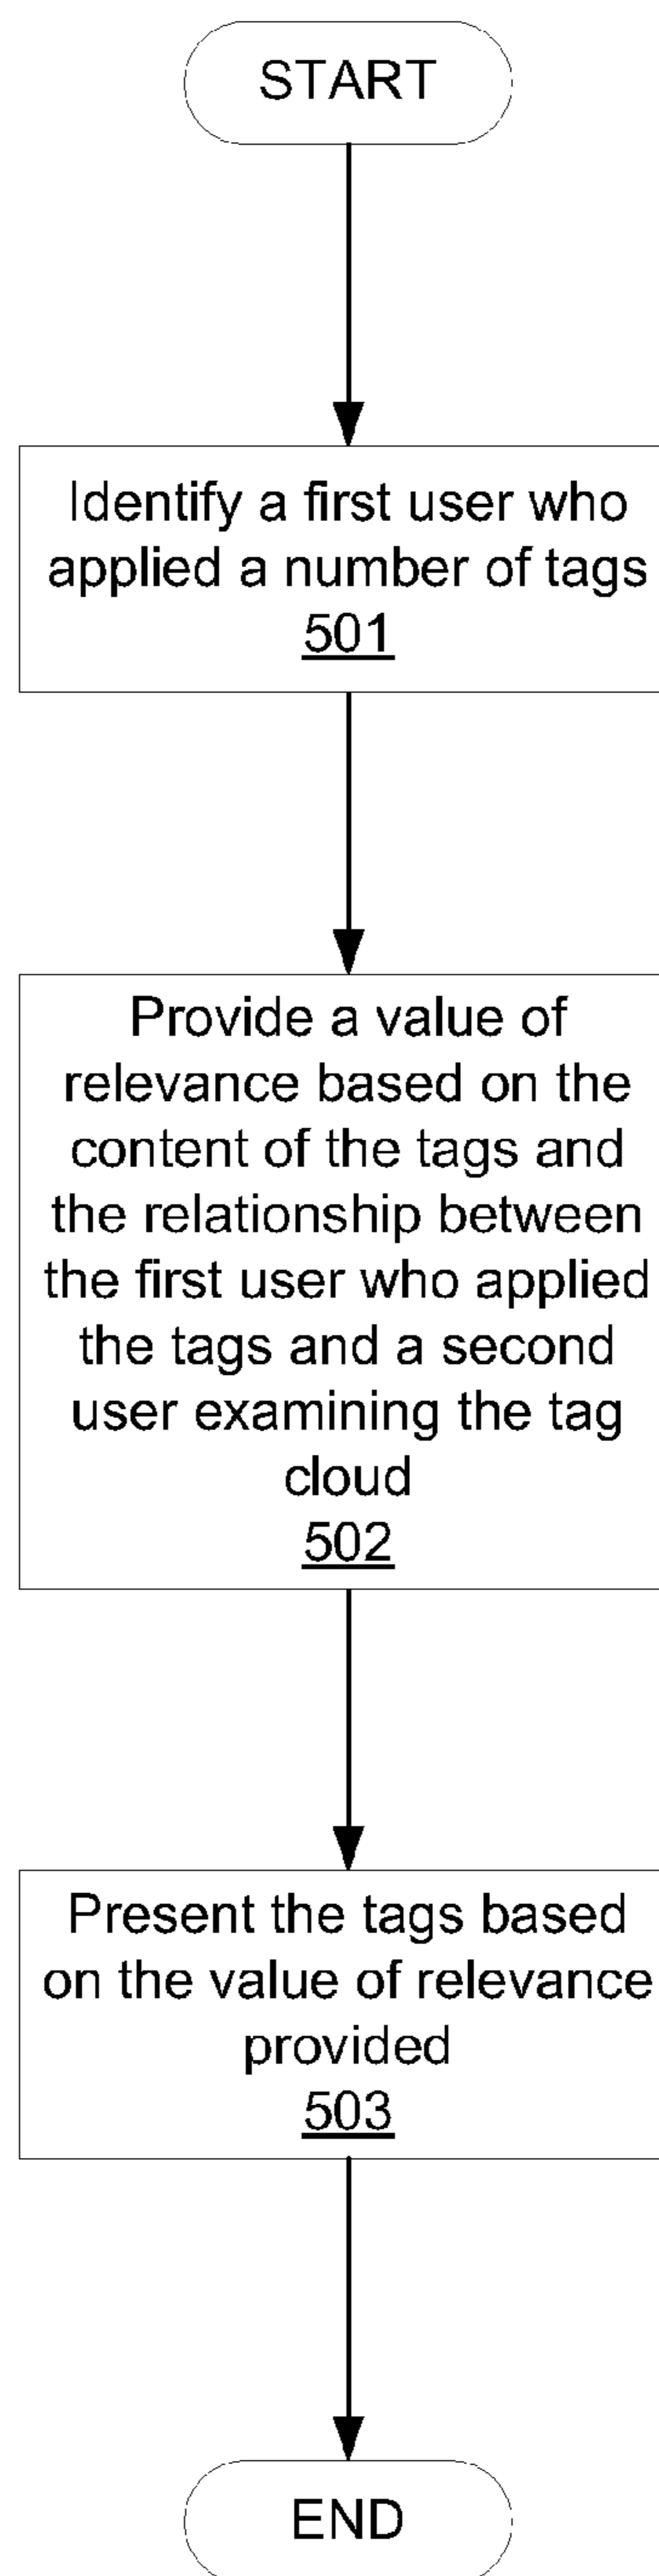 START
Identify a first user who
applied a number of tags
501
Provide a value of
relevance based on the
content of the tags and
the relationship between
the first user who applied
the tags and a second
user examining the tag
cloud
502
Present the tags based
on the value of relevance
provided
503
END